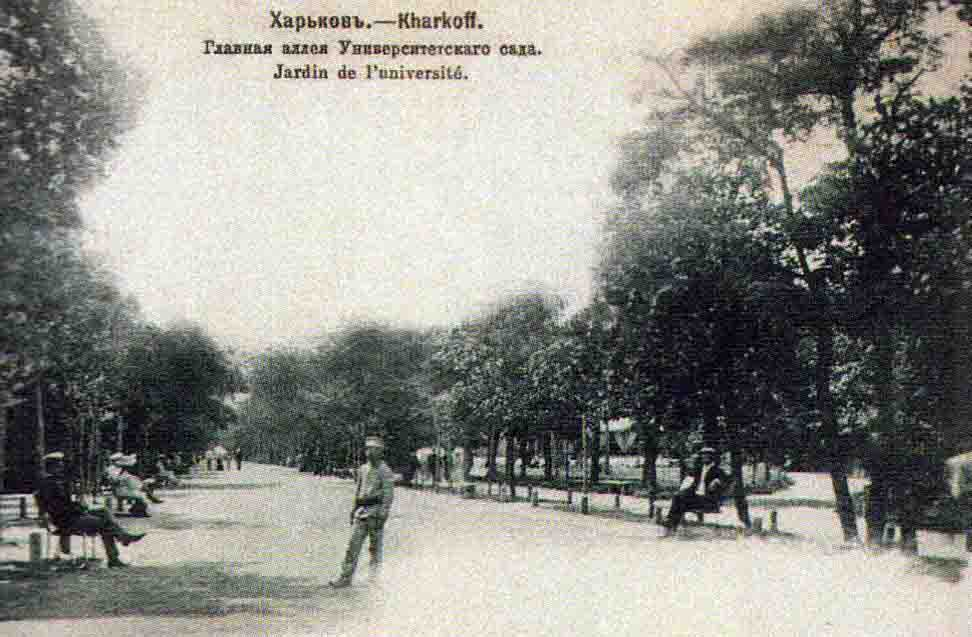 Харьковъ.—Kharkoff.
Главная аллея Университетскаго сада.
Jardin de l'université.